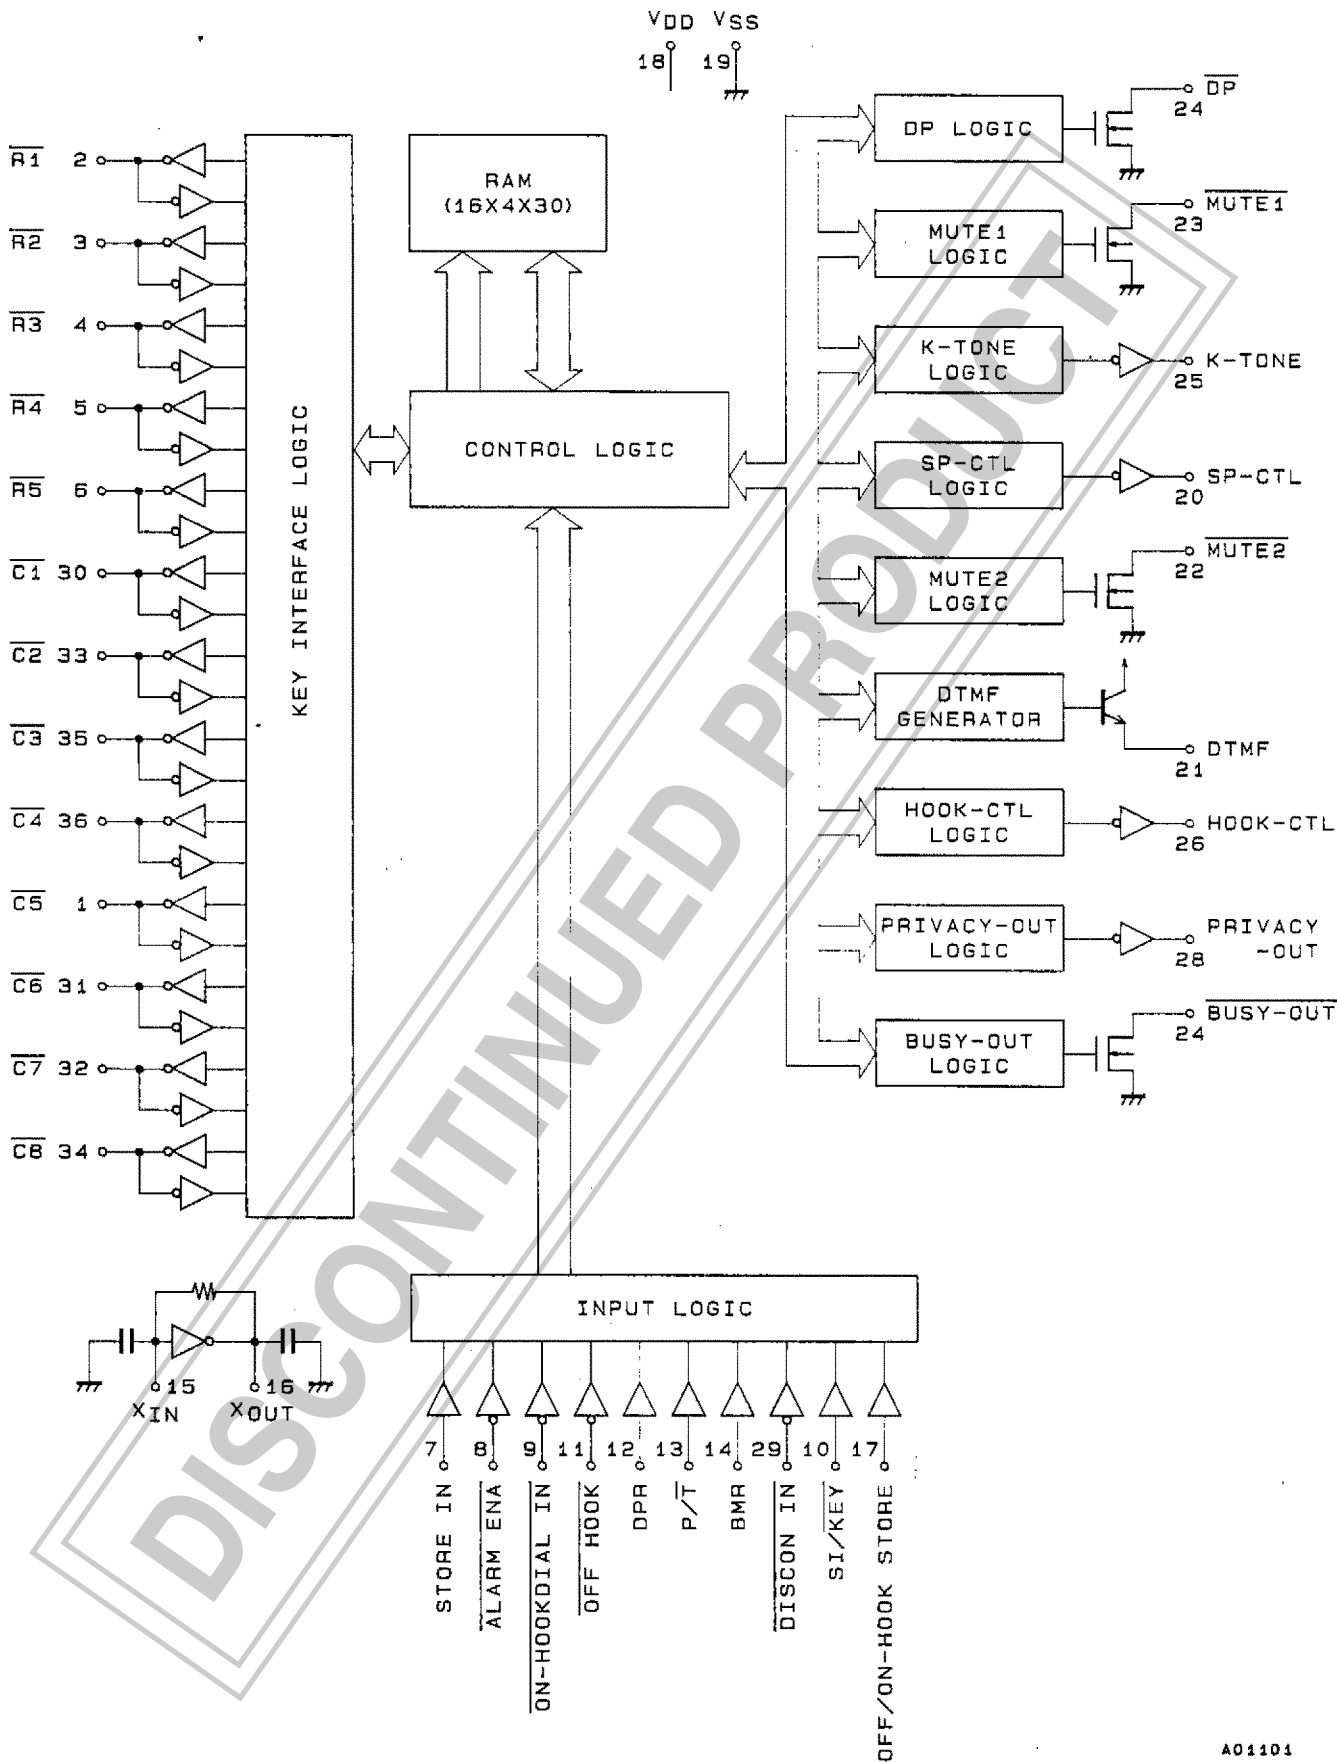 VDD VSS
18 19
R1 2
R2 3
R3 4
R4 5
R5 6
C1 30
C2 33
C3 35
C4 36
C5 1
C6 31
C7 32
C8 34
KEY INTERFACE LOGIC
RAM
(16X4X30)
CONTROL LOGIC
DP LOGIC
DP
24
MUTE1
LOGIC
MUTE1
23
K-TONE
LOGIC
K-TONE
25
SP-CTL
LOGIC
SP-CTL
20
MUTE2
LOGIC
MUTE2
22
DTMF
GENERATOR
DTMF
21
HOOK-CTL
LOGIC
HOOK-CTL
26
PRIVACY-OUT
LOGIC
PRIVACY
-OUT
28
BUSY-OUT
LOGIC
BUSY-OUT
24
INPUT LOGIC
15 16
XIN XOUT
7 8 9 11 12 13 14 29 10 17
STORE IN
ALARM ENA
ON-HOOKDIAL IN
OFF HOOK
DPR
P/T
BMR
DISCON IN
SI/KEY
OFF/ON-HOOK STORE
DISCONTINUED PRODUCT
A01101